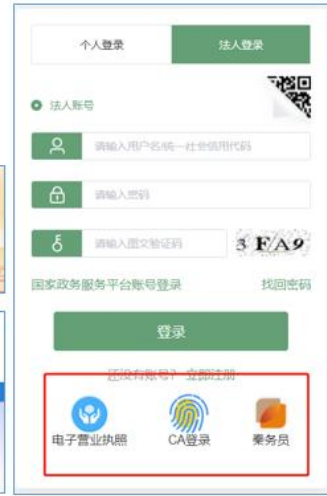 个人登录
法人登录
法人账号
请输入用户名/统一社会信用代码
请输入密码
请输入图文验证码
3 F A 9
国家政务服务平台账号登录
找回密码
登录
还没有账号? 立即注册
电子营业执照
CA登录
秦务员